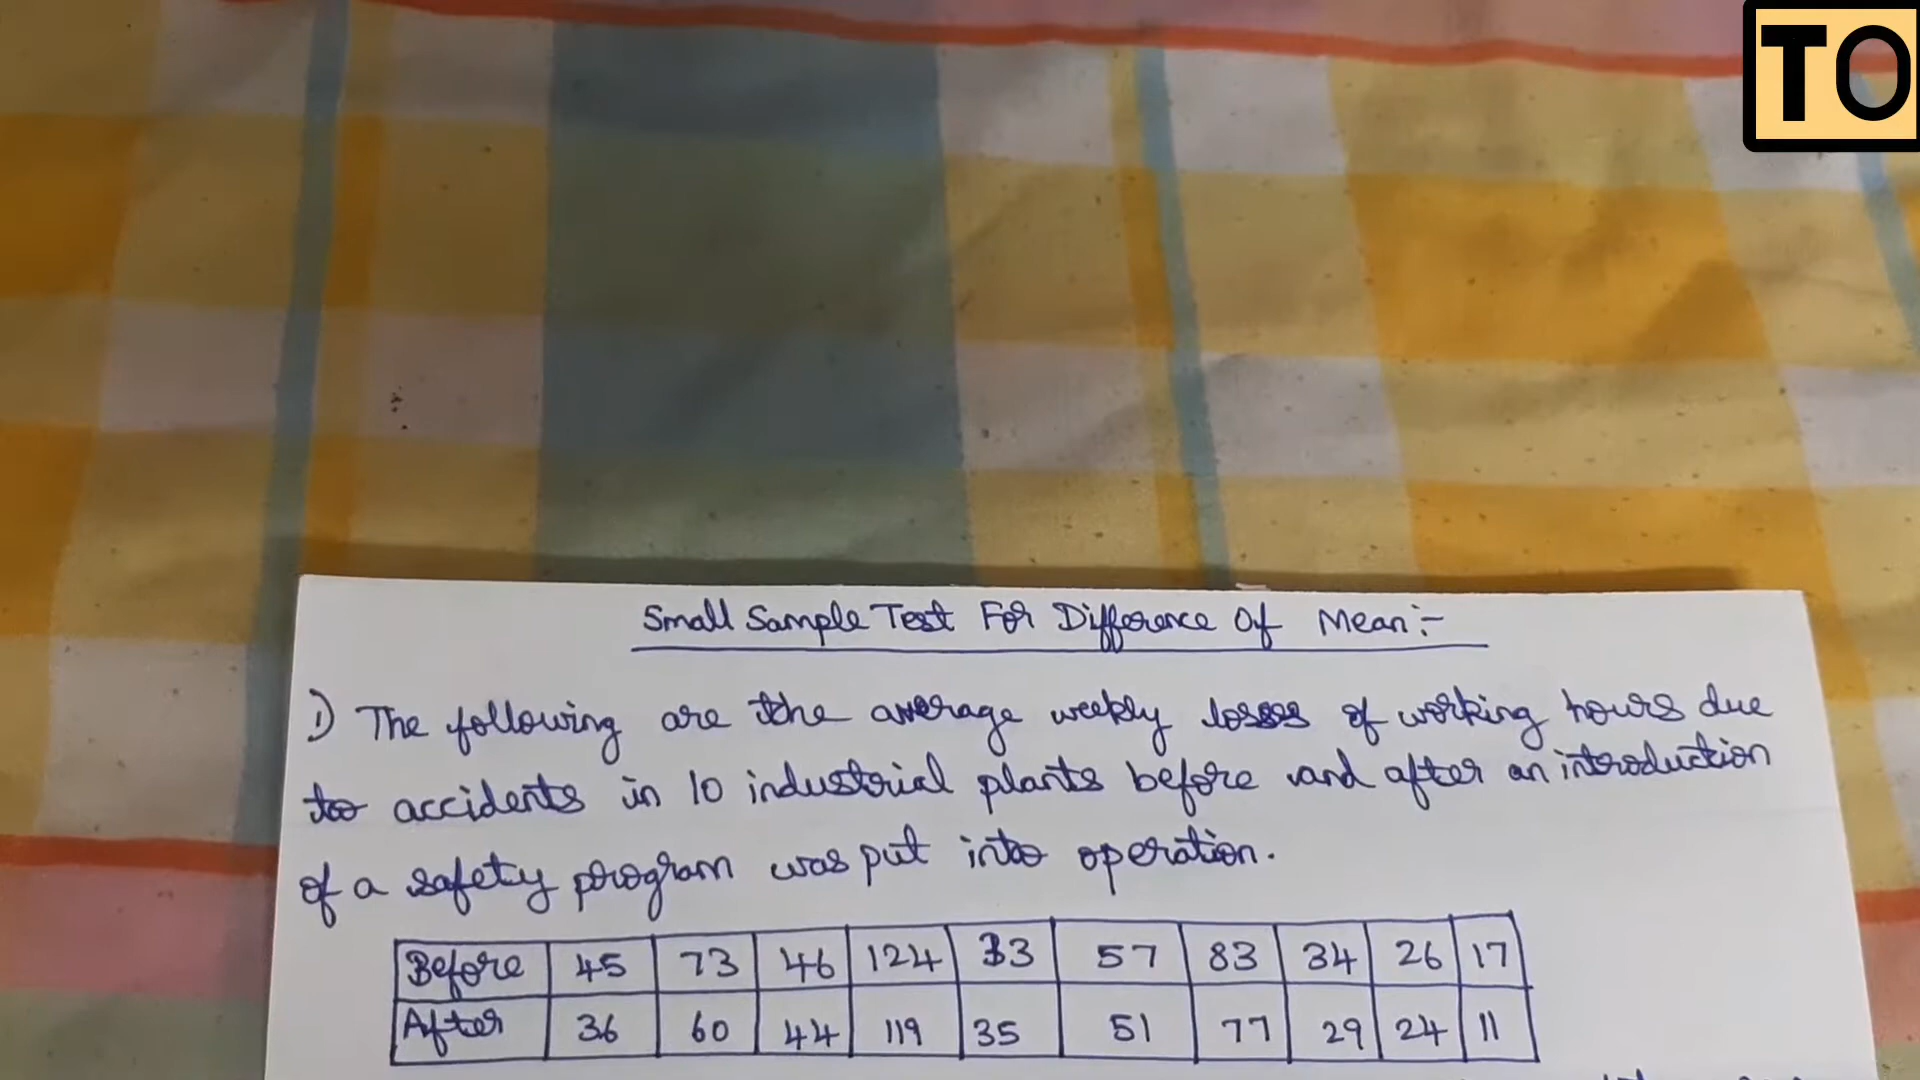 TO
Small Sample Test For Difference Of Mean:-
1) The following are the average weekly losses of working hours due
to accidents in 10 industrial plants before and after an introduction
of a safety program was put into operation.
Before 45 73 46 124 33 57 83 34 26 17
After 36 60 44 119 35 51 77 29 24 11